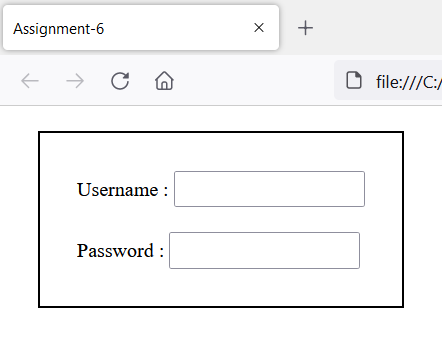 Assignment-6
file:///C:/
Username :
Password :